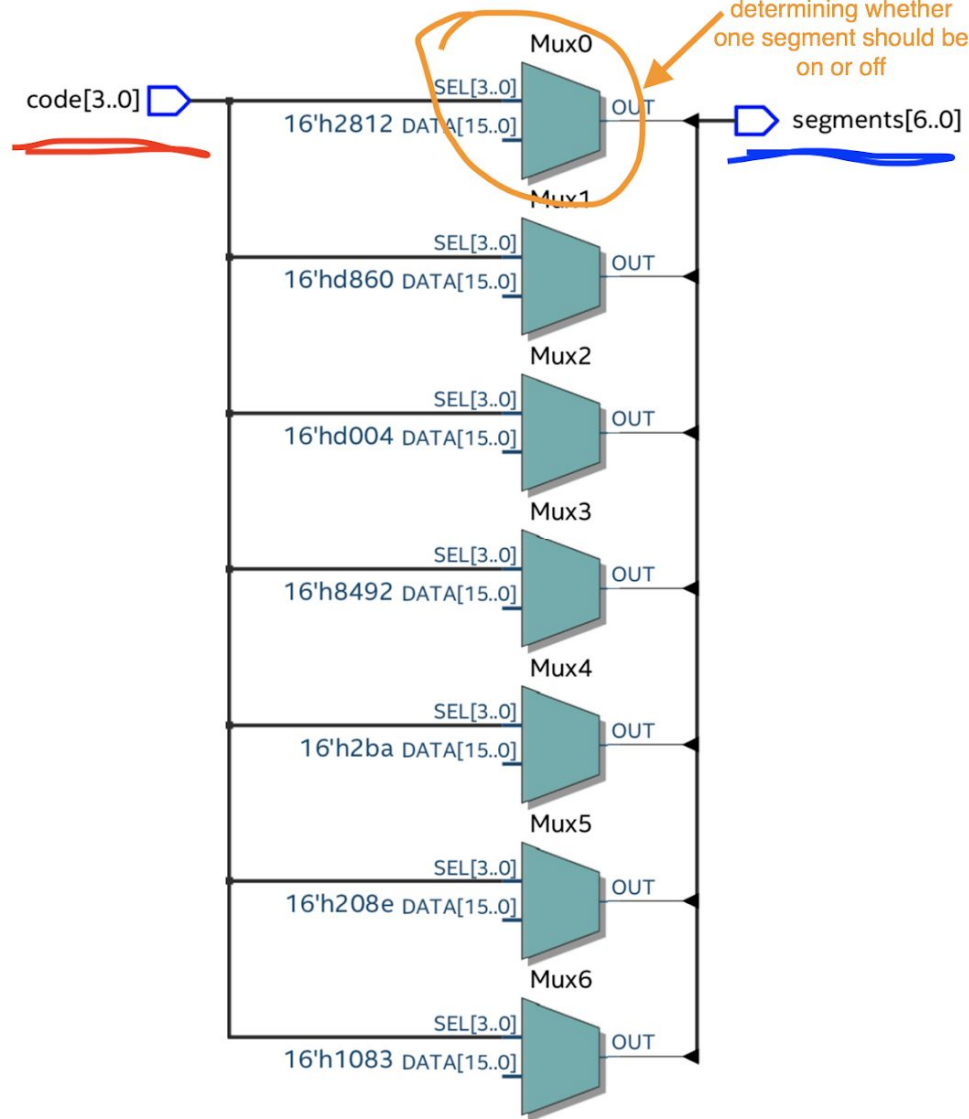 determining whether
one segment should be
on or off
Mux0
code[3..0]
SEL[3..0]
OUT
16'h2812 DATA[15..0]
segments[6..0]
Mux1
SEL[3..0]
OUT
16'hd860 DATA[15..0]
Mux2
SEL[3..0]
OUT
16'hd004 DATA[15..0]
Mux3
SEL[3..0]
OUT
16'h8492 DATA[15..0]
Mux4
SEL[3..0]
OUT
16'h2ba DATA[15..0]
Mux5
SEL[3..0]
OUT
16'h208e DATA[15..0]
Mux6
SEL[3..0]
OUT
16'h1083 DATA[15..0]